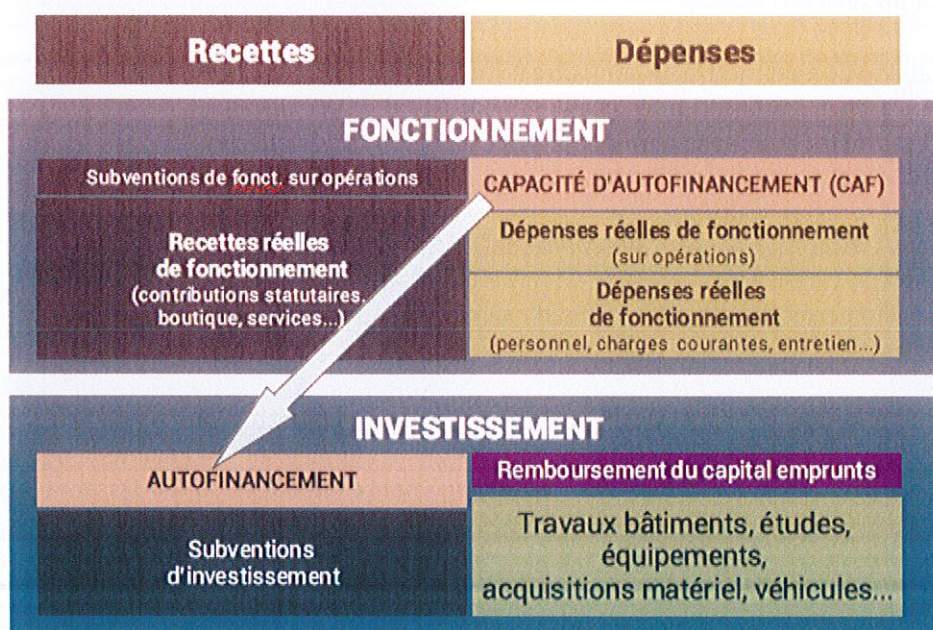 Recettes
Dépenses
FONCTIONNEMENT
Subventions de fonct. sur opérations
Recettes réelles
de fonctionnement
(contributions statutaires,
boutique, services...)
CAPACITÉ D'AUTOFINANCEMENT (CAF)
Dépenses réelles de fonctionnement
(sur opérations)
Dépenses réelles
de fonctionnement
(personnel, charges courantes, entretien...)
INVESTISSEMENT
AUTOFINANCEMENT
Subventions
d'investissement
Remboursement du capital emprunts
Travaux bâtiments, études,
équipements,
acquisitions matériel, véhicules...